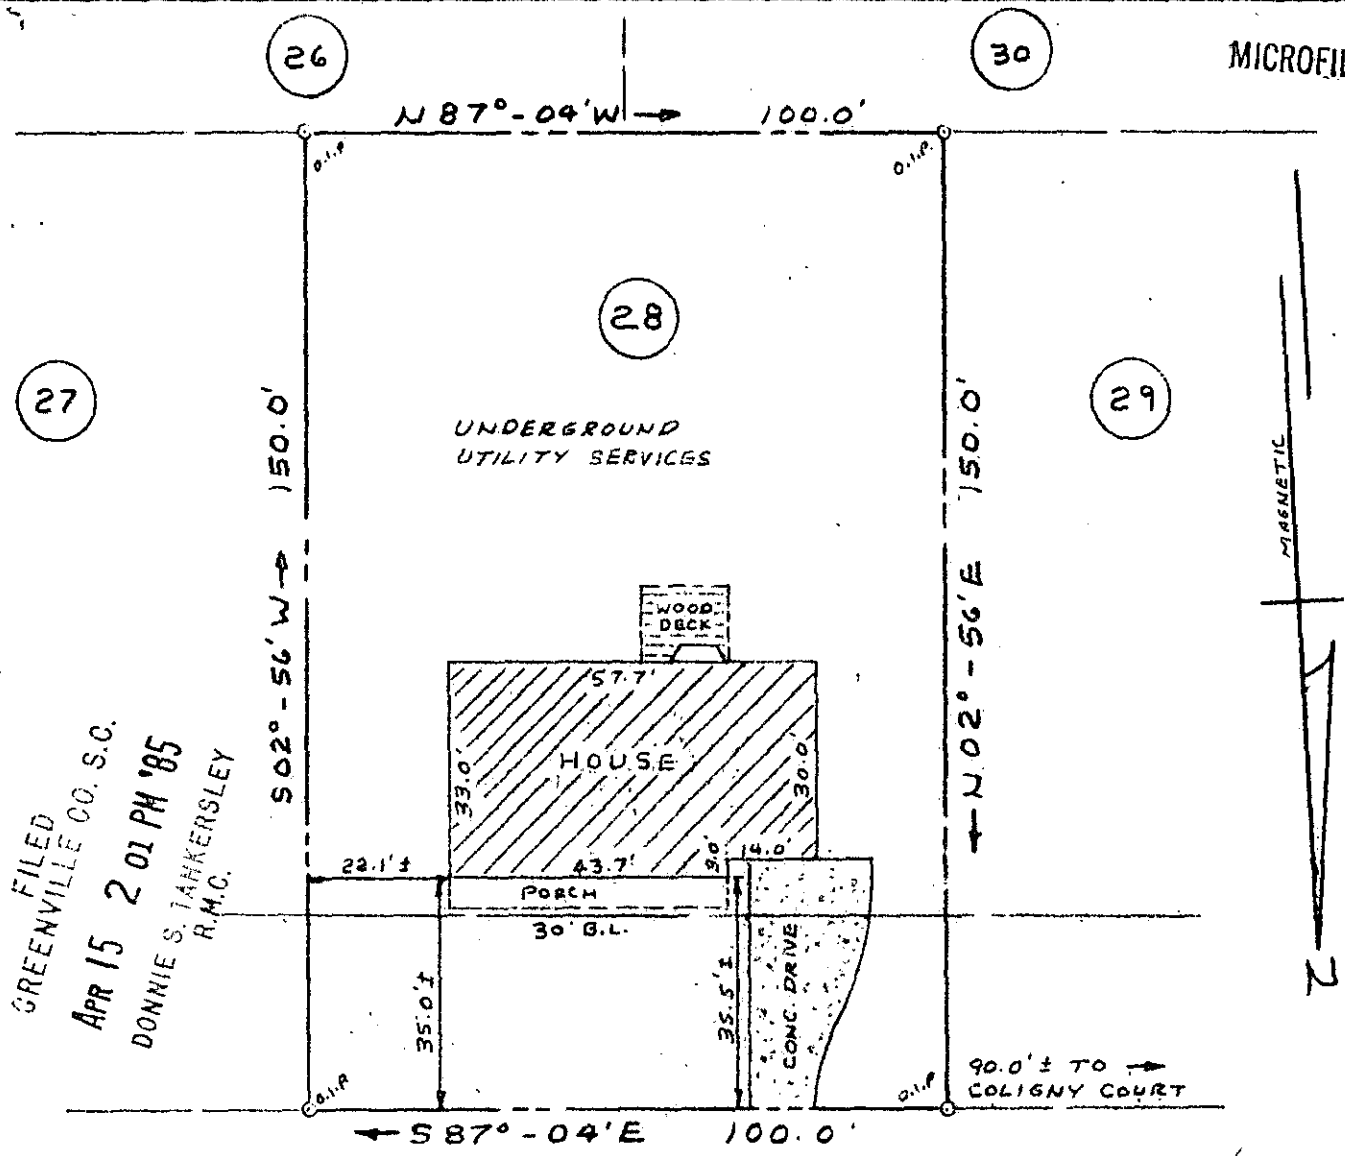 26
30
MICROFIL
N 87° - 04' W → 100.0'
O.I.P.
O.I.P.
28
27
29
UNDERGROUND
UTILITY SERVICES
S 02° - 56' W → 150.0'
← N 02° - 56' E 150.0'
MAGNETIC
WOOD
DECK
57.7'
HOUSE
33.0'
30.0'
22.1' ±
43.7'
3.0'
14.0'
PORCH
30' B.L.
35.0' ±
35.5' ±
CONC. DRIVE
N
FILED
GREENVILLE CO. S.C.
APR 15 2 01 PM '85
DONNIE S. TANKERSLEY
R.M.C.
O.I.P.
O.I.P.
90.0' ± TO →
COLIGNY COURT
← S 87° - 04' E 100.0'